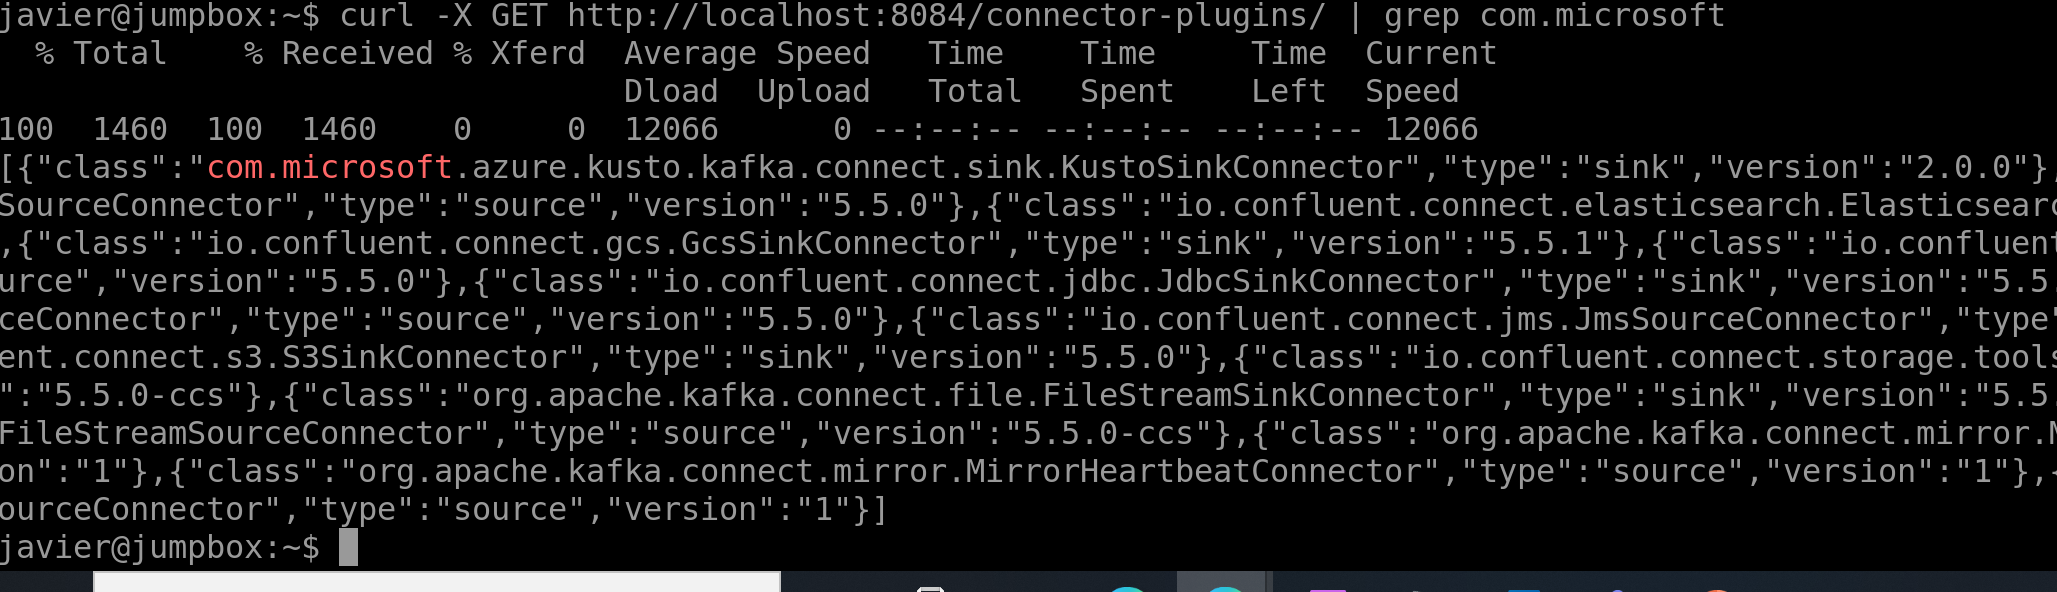 javier@jumpbox:~$ curl -X GET http://localhost:8084/connector-plugins/ | grep com.microsoft
  % Total    % Received % Xferd  Average Speed   Time    Time     Time  Current
                                 Dload  Upload   Total   Spent    Left  Speed
100  1460  100  1460    0     0  12066      0 --:--:-- --:--:-- --:--:-- 12066
[{"class":"com.microsoft.azure.kusto.kafka.connect.sink.KustoSinkConnector","type":"sink","version":"2.0.0"},
SourceConnector","type":"source","version":"5.5.0"},{"class":"io.confluent.connect.elasticsearch.Elasticsearc
,{"class":"io.confluent.connect.gcs.GcsSinkConnector","type":"sink","version":"5.5.1"},{"class":"io.confluent
urce","version":"5.5.0"},{"class":"io.confluent.connect.jdbc.JdbcSinkConnector","type":"sink","version":"5.5.
ceConnector","type":"source","version":"5.5.0"},{"class":"io.confluent.connect.jms.JmsSourceConnector","type"
ent.connect.s3.S3SinkConnector","type":"sink","version":"5.5.0"},{"class":"io.confluent.connect.storage.tools
":"5.5.0-ccs"},{"class":"org.apache.kafka.connect.file.FileStreamSinkConnector","type":"sink","version":"5.5.
FileStreamSourceConnector","type":"source","version":"5.5.0-ccs"},{"class":"org.apache.kafka.connect.mirror.M
on":"1"},{"class":"org.apache.kafka.connect.mirror.MirrorHeartbeatConnector","type":"source","version":"1"},{
ourceConnector","type":"source","version":"1"}]
javier@jumpbox:~$